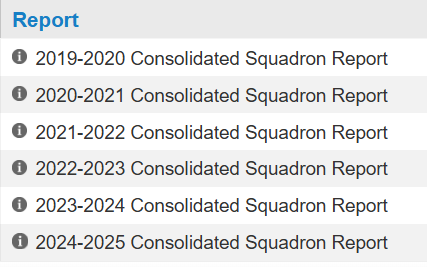 Report
2019-2020 Consolidated Squadron Report
2020-2021 Consolidated Squadron Report
2021-2022 Consolidated Squadron Report
2022-2023 Consolidated Squadron Report
2023-2024 Consolidated Squadron Report
2024-2025 Consolidated Squadron Report